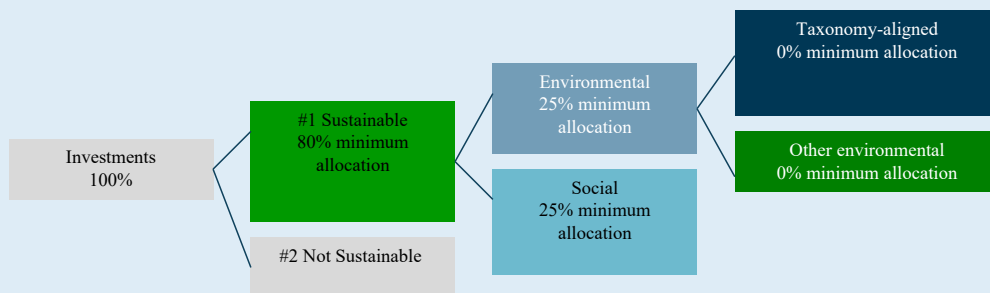 Investments
100%
#1 Sustainable
80% minimum
allocation
#2 Not Sustainable
Environmental
25% minimum
allocation
Social
25% minimum
allocation
Taxonomy-aligned
0% minimum allocation
Other environmental
0% minimum allocation